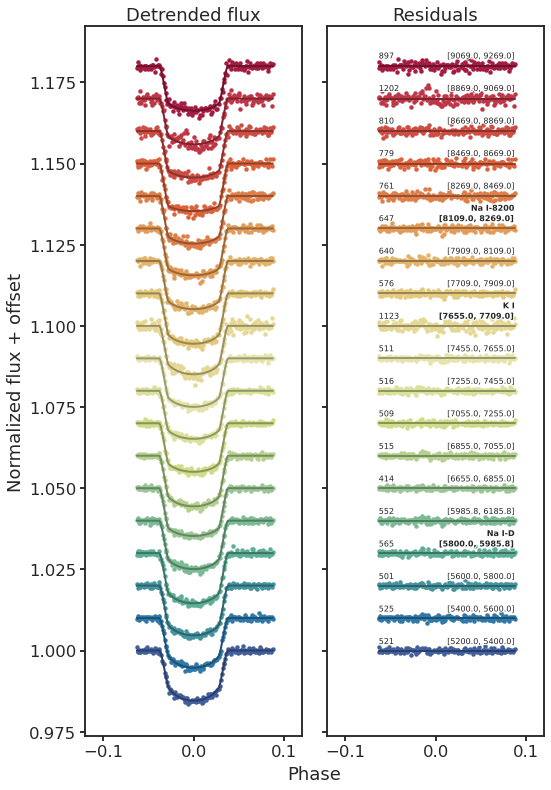 Detrended flux
Residuals
Normalized flux + offset
1.175
1.150
1.125
1.100
1.075
1.050
1.025
1.000
0.975
897 [9069.0, 9269.0]
1202 [8869.0, 9069.0]
810 [8669.0, 8869.0]
779 [8469.0, 8669.0]
761 [8269.0, 8469.0]
Na I-8200
647 [8109.0, 8269.0]
640 [7909.0, 8109.0]
576 [7709.0, 7909.0]
K I
1123 [7655.0, 7709.0]
511 [7455.0, 7655.0]
516 [7255.0, 7455.0]
509 [7055.0, 7255.0]
515 [6855.0, 7055.0]
414 [6655.0, 6855.0]
552 [5985.8, 6185.8]
Na I-D
565 [5800.0, 5985.8]
501 [5600.0, 5800.0]
525 [5400.0, 5600.0]
521 [5200.0, 5400.0]
−0.1 0.0 0.1
−0.1 0.0 0.1
Phase